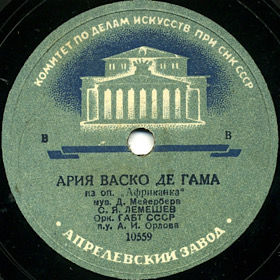 КОМИТЕТ ПО ДЕЛАМ ИСКУССТВ ПРИ СНК СССР
В В
АРИЯ ВАСКО ДЕ ГАМА
из оп. „Африканка"
муз. Д. Мейербера
С. Я. ЛЕМЕШЕВ
Орк. ГАБТ СССР
п.у. А. И. Орлова
10559
• АПРЕЛЕВСКИЙ ЗАВОД •